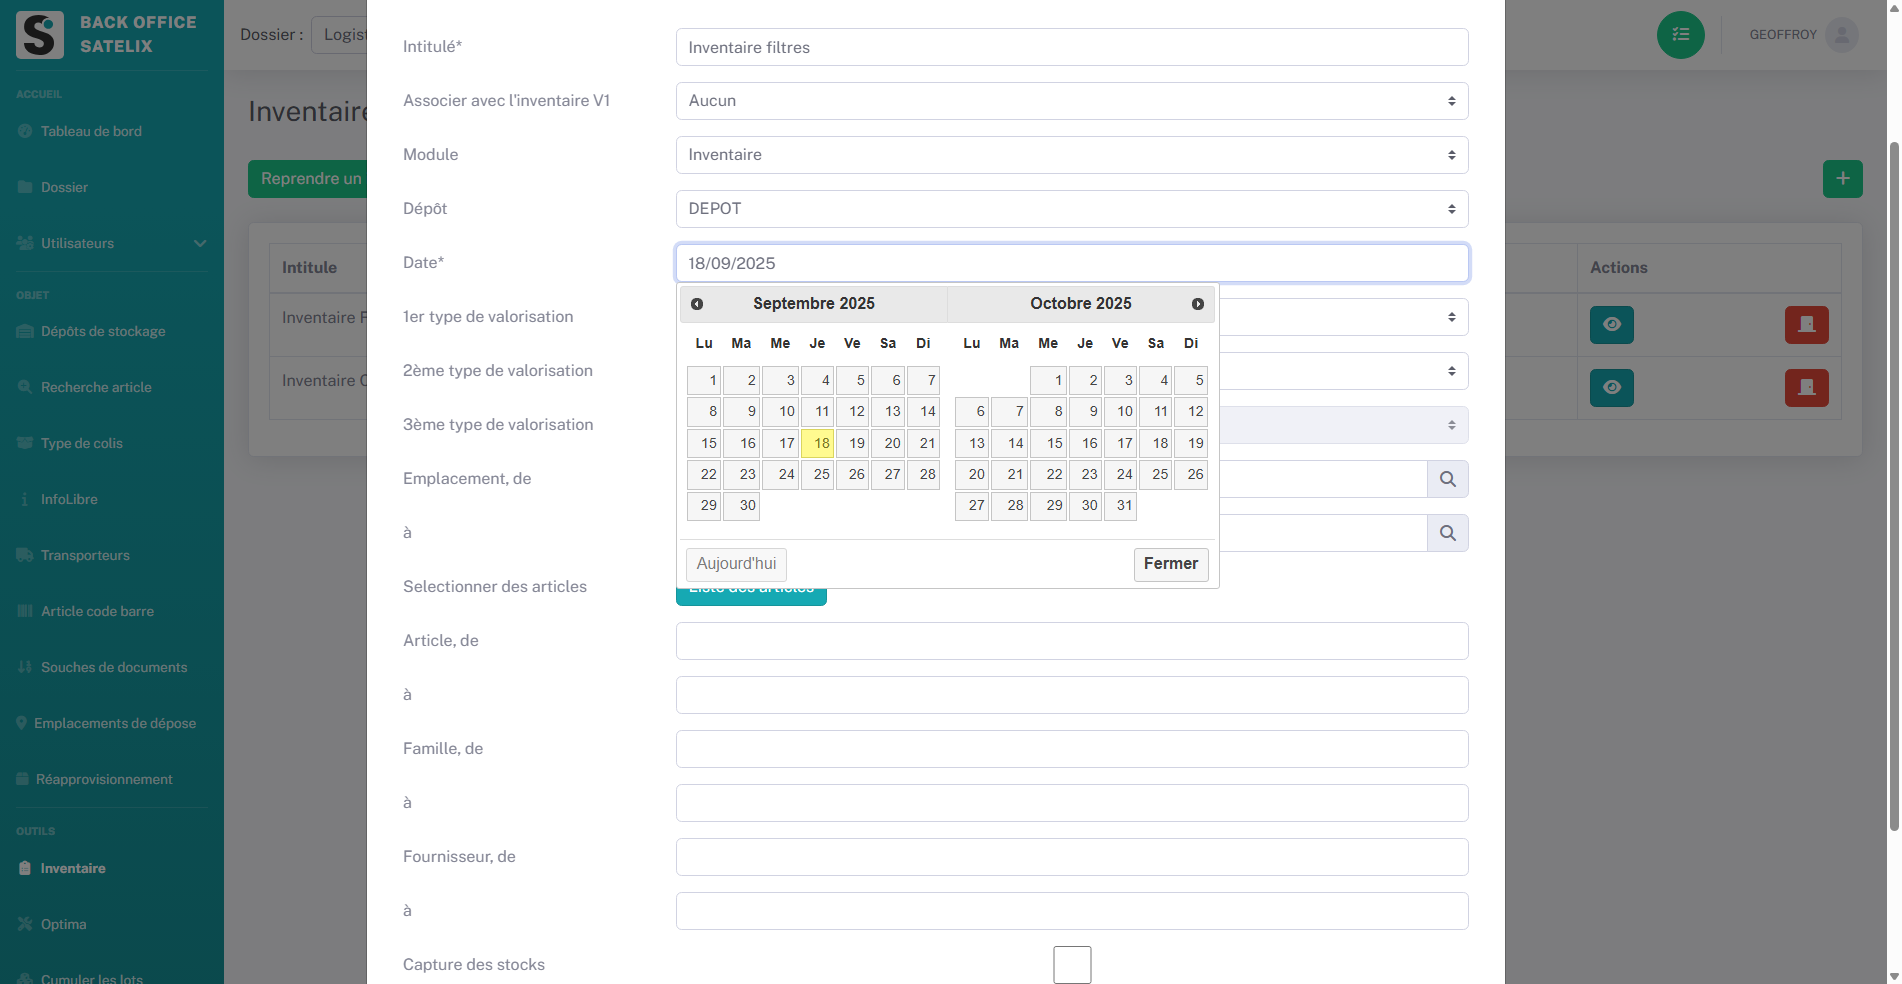 BACK OFFICE
SATELIX
ACCUEIL
Tableau de bord
Dossier
Utilisateurs
OBJET
Dépôts de stockage
Recherche article
Type de colis
InfoLibre
Transporteurs
Article code barre
Souches de documents
Emplacements de dépose
Réapprovisionnement
OUTILS
Inventaire
Optima
Cumuler les lots
Dossier :
GEOFFROY
Reprendre un
+
Intitule
Actions
Intitulé*
Inventaire filtres
Associer avec l'inventaire V1
Aucun
Module
Inventaire
Dépôt
DEPOT
Date*
18/09/2025
1er type de valorisation
2ème type de valorisation
3ème type de valorisation
Emplacement, de
à
Selectionner des articles
Liste des articles
Article, de
à
Famille, de
à
Fournisseur, de
à
Capture des stocks
Septembre 2025
Lu Ma Me Je Ve Sa Di
1 2 3 4 5 6 7
8 9 10 11 12 13 14
15 16 17 18 19 20 21
22 23 24 25 26 27 28
29 30
Octobre 2025
Lu Ma Me Je Ve Sa Di
1 2 3 4 5
6 7 8 9 10 11 12
13 14 15 16 17 18 19
20 21 22 23 24 25 26
27 28 29 30 31
Aujourd'hui
Fermer